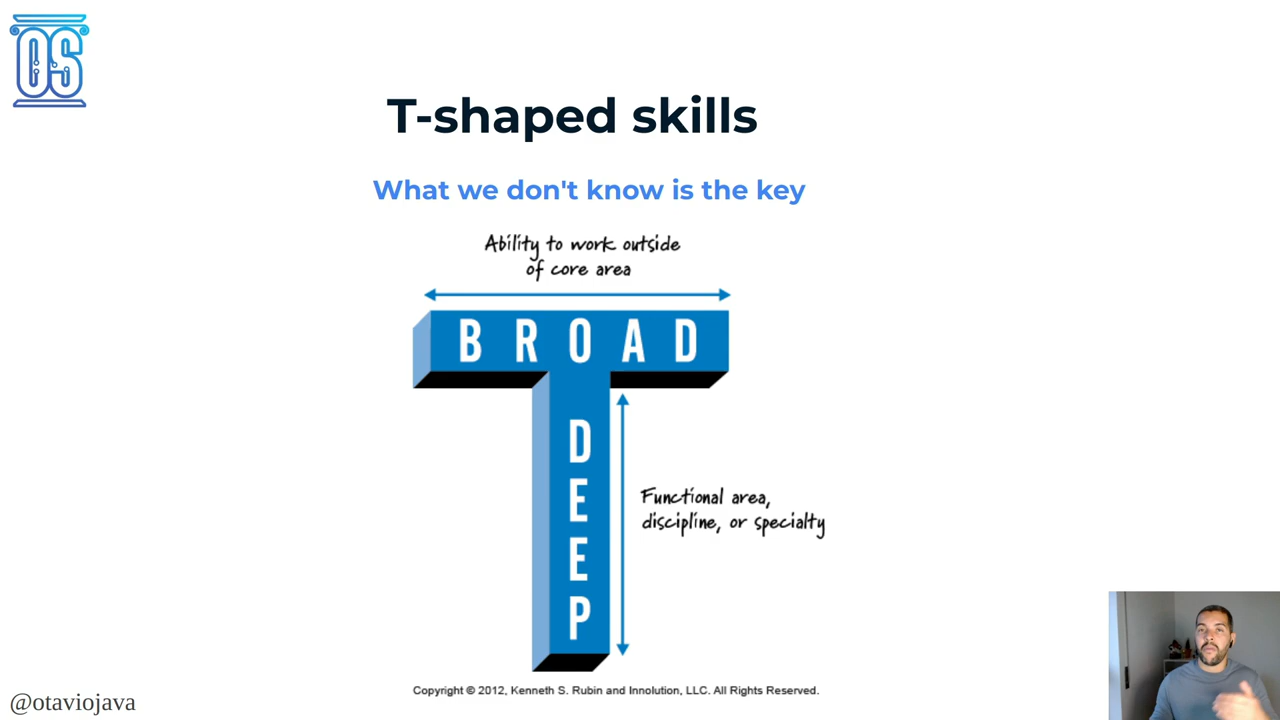 OS
T-shaped skills
What we don't know is the key
Ability to work outside
of core area
BROAD
DEEP
Functional area,
discipline, or specialty
Copyright © 2012, Kenneth S. Rubin and Innolution, LLC. All Rights Reserved.
@otaviojava